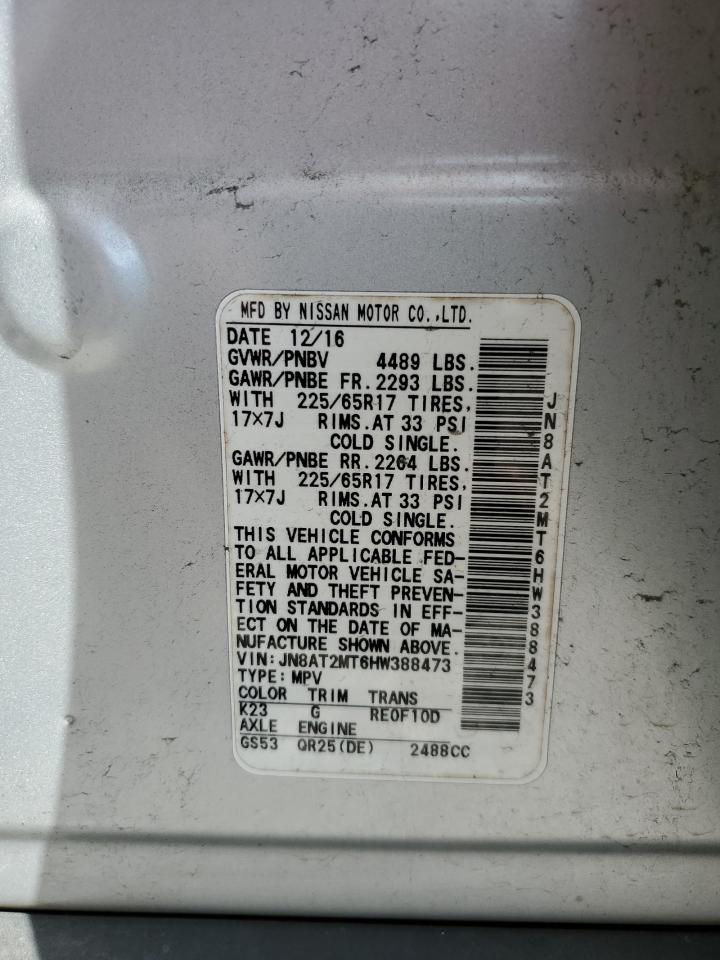 MFD BY NISSAN MOTOR CO.,LTD.
DATE 12/16
GVWR/PNBV 4489 LBS.
GAWR/PNBE FR. 2293 LBS.
WITH 225/65R17 TIRES,
17×7J RIMS.AT 33 PSI
COLD SINGLE.
GAWR/PNBE RR. 2264 LBS.
WITH 225/65R17 TIRES,
17×7J RIMS.AT 33 PSI
COLD SINGLE.
THIS VEHICLE CONFORMS
TO ALL APPLICABLE FED-
ERAL MOTOR VEHICLE SA-
FETY AND THEFT PREVEN-
TION STANDARDS IN EFF-
ECT ON THE DATE OF MA-
NUFACTURE SHOWN ABOVE.
VIN: JN8AT2MT6HW388473
TYPE: MPV
COLOR TRIM TRANS
K23 G RE0F10D
AXLE ENGINE
GS53 QR25(DE) 2488CC
JN8AT2MT6HW388473